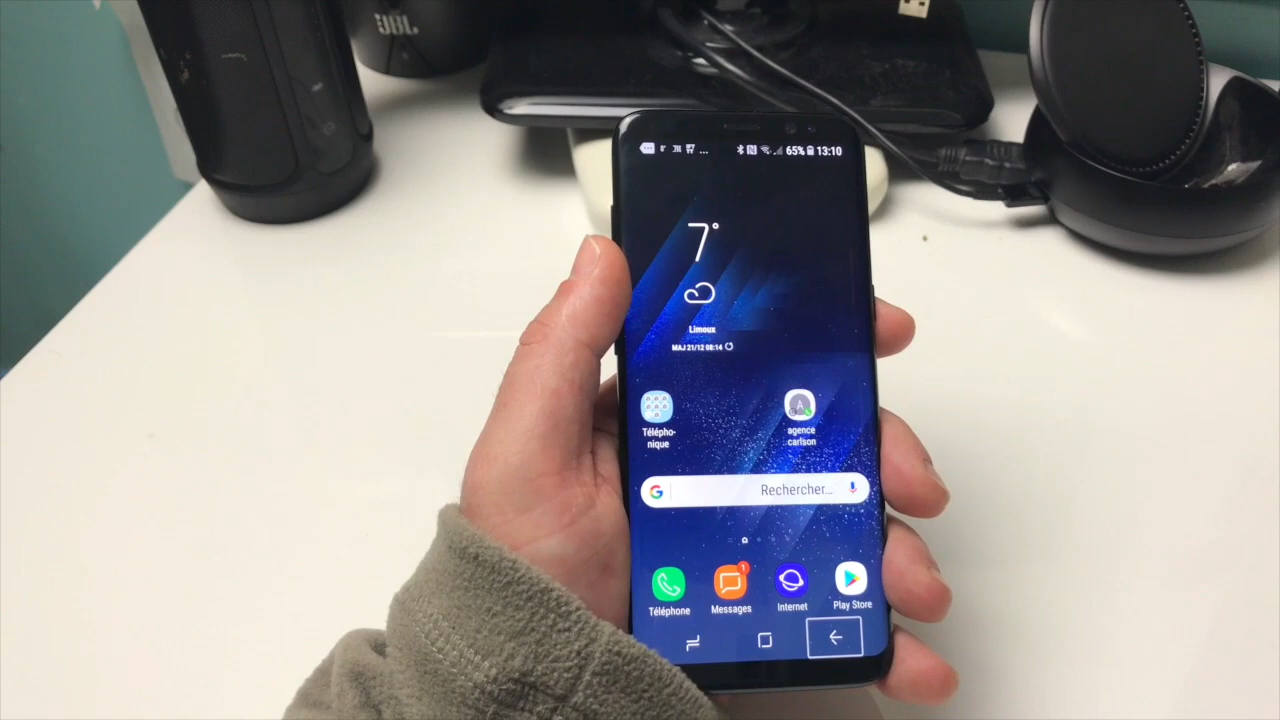 JBL
65% 13:10
7°
Limoux
MAJ 21/12 08:14
Télépho-
nique
A
agence
carlson
G
Rechercher...
1
Téléphone
Messages
Internet
Play Store